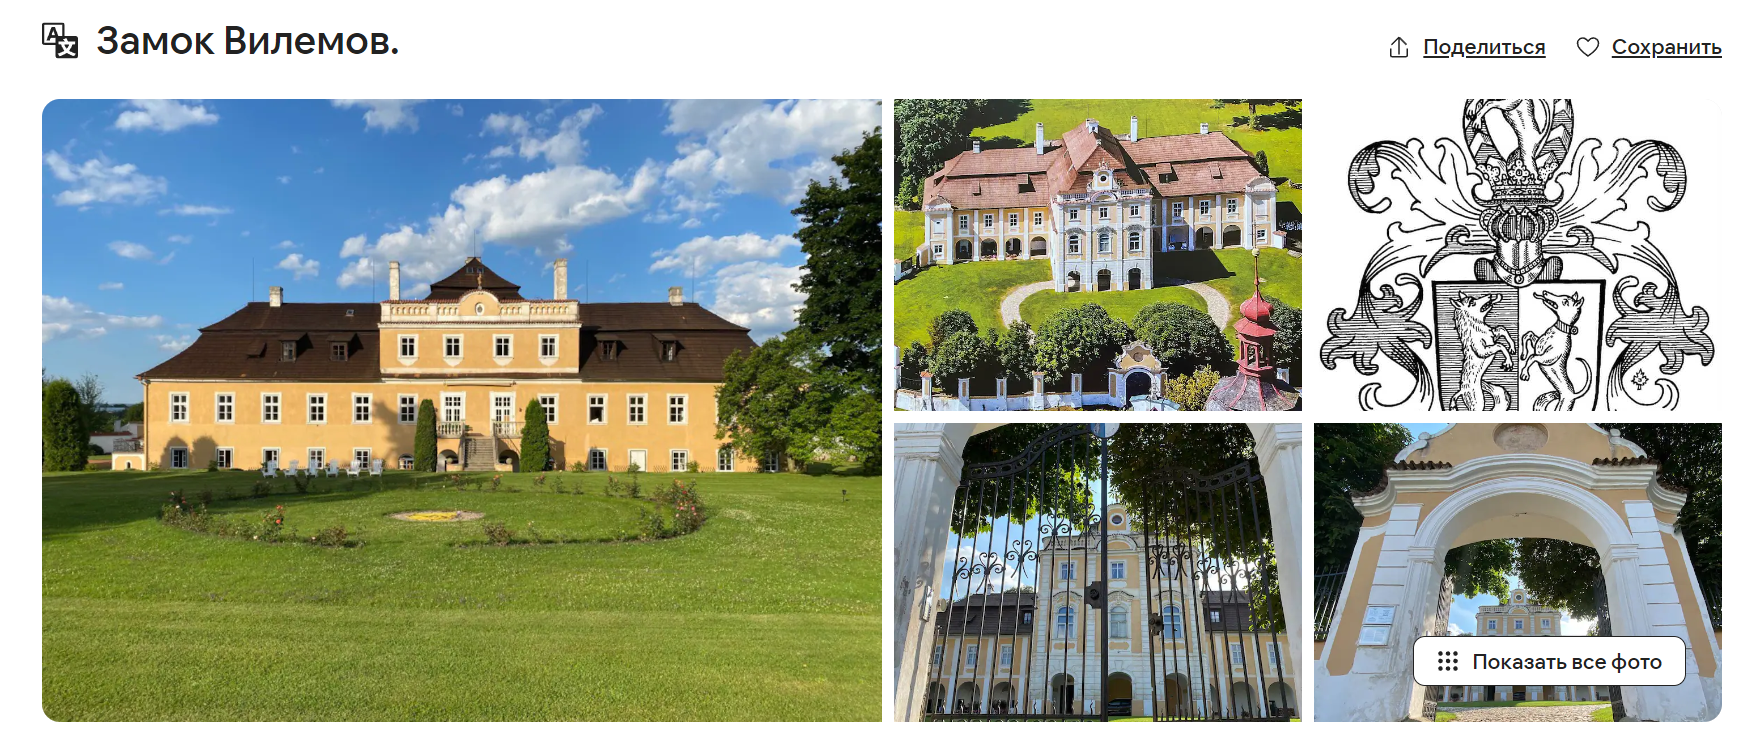 Замок Вилемов.
Поделиться
Сохранить
Показать все фото